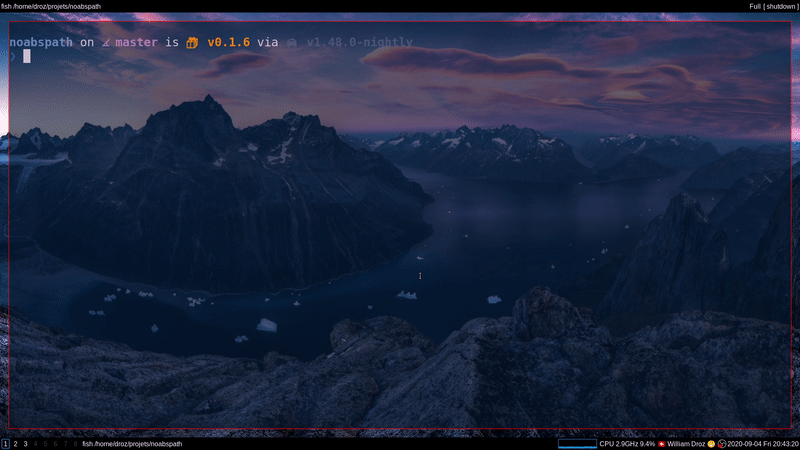 fish /home/droz/projets/noabspath
Full [ shutdown ]
noabspath on master is v0.1.6 via v1.48.0-nightly
1 2 3 4 5 6 7 8 fish /home/droz/projets/noabspath
CPU 2.9GHz 9.4% William Droz 2020-09-04 Fri 20:43:20